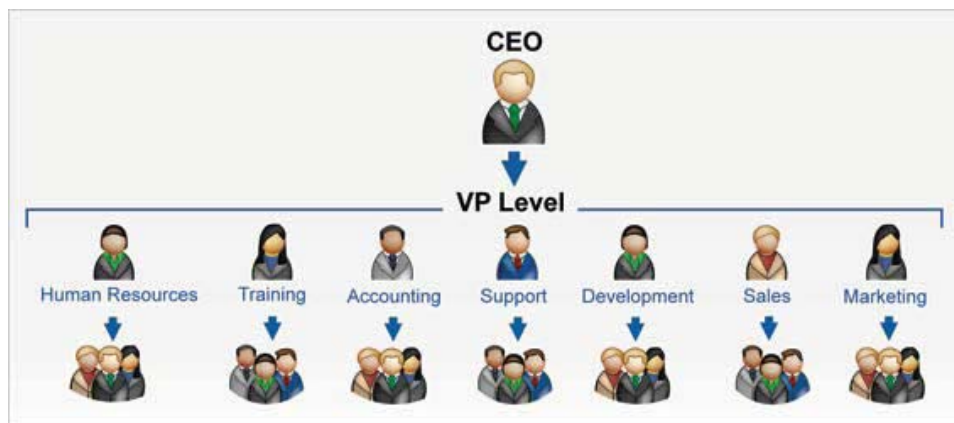 CEO
VP Level
Human Resources
Training
Accounting
Support
Development
Sales
Marketing